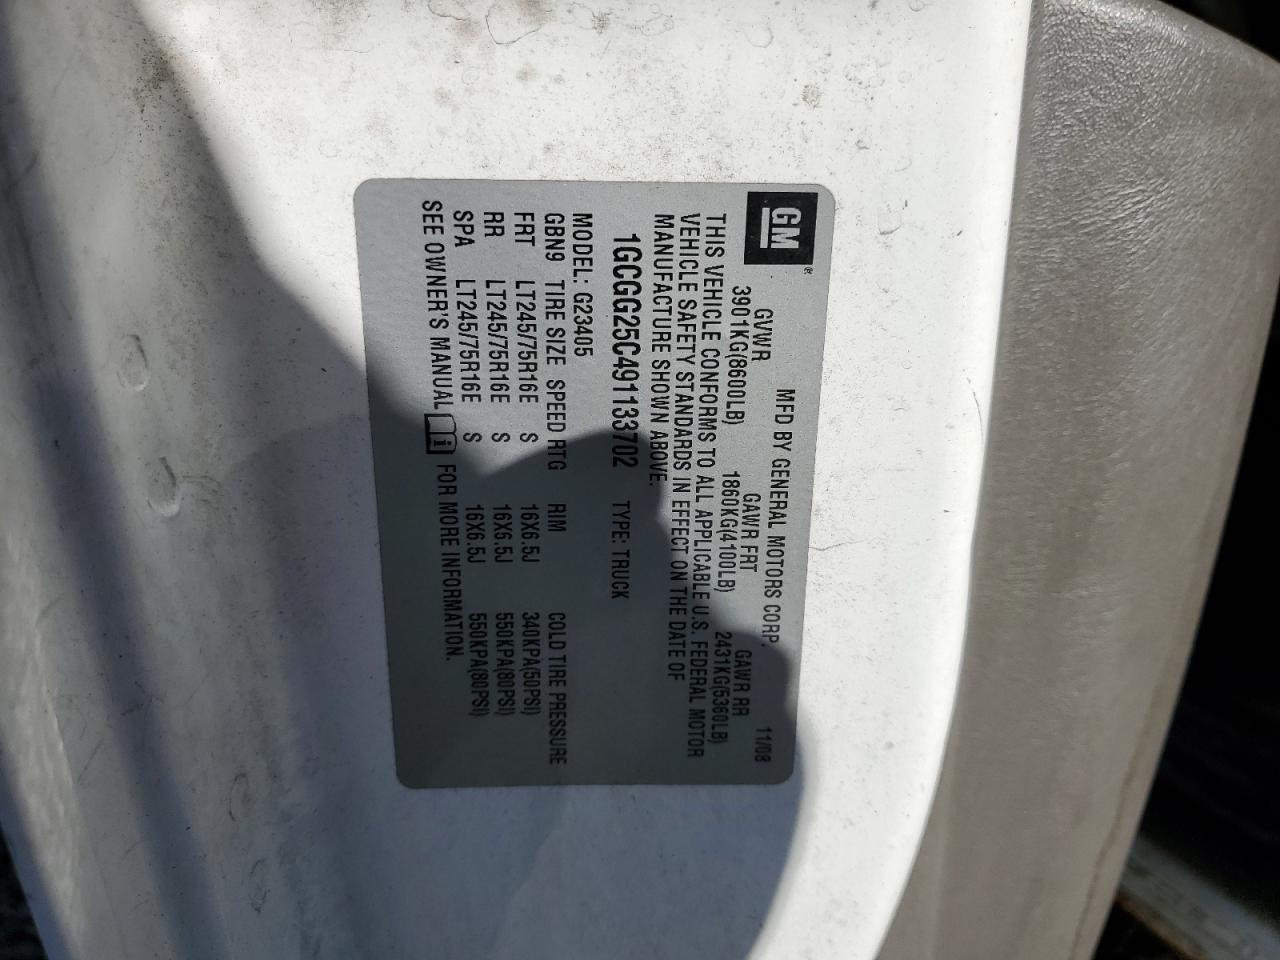 GM®
MFD BY GENERAL MOTORS CORP. 11/08
GVWR GAWR FRT GAWR RR
3901KG(8600LB) 1860KG(4100LB) 2431KG(5360LB)
THIS VEHICLE CONFORMS TO ALL APPLICABLE U.S. FEDERAL MOTOR
VEHICLE SAFETY STANDARDS IN EFFECT ON THE DATE OF
MANUFACTURE SHOWN ABOVE.
1GCGG25C491133702 TYPE: TRUCK
MODEL: G23405
GBN9 TIRE SIZE SPEED RTG RIM COLD TIRE PRESSURE
FRT LT245/75R16E S 16X6.5J 340KPA(50PSI)
RR LT245/75R16E S 16X6.5J 550KPA(80PSI)
SPA LT245/75R16E S 16X6.5J 550KPA(80PSI)
SEE OWNER'S MANUAL i FOR MORE INFORMATION.